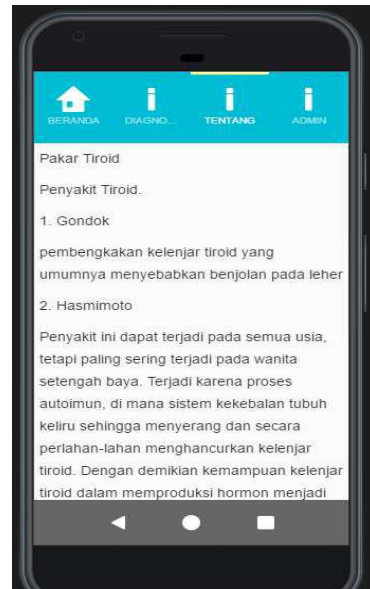 BERANDA DIAGNO... TENTANG ADMIN
Pakar Tiroid
Penyakit Tiroid.
1. Gondok
pembengkakan kelenjar tiroid yang
umumnya menyebabkan benjolan pada leher
2. Hasmimoto
Penyakit ini dapat terjadi pada semua usia,
tetapi paling sering terjadi pada wanita
setengah baya. Terjadi karena proses
autoimun, di mana sistem kekebalan tubuh
keliru sehingga menyerang dan secara
perlahan-lahan menghancurkan kelenjar
tiroid. Dengan demikian kemampuan kelenjar
tiroid dalam memproduksi hormon menjadi